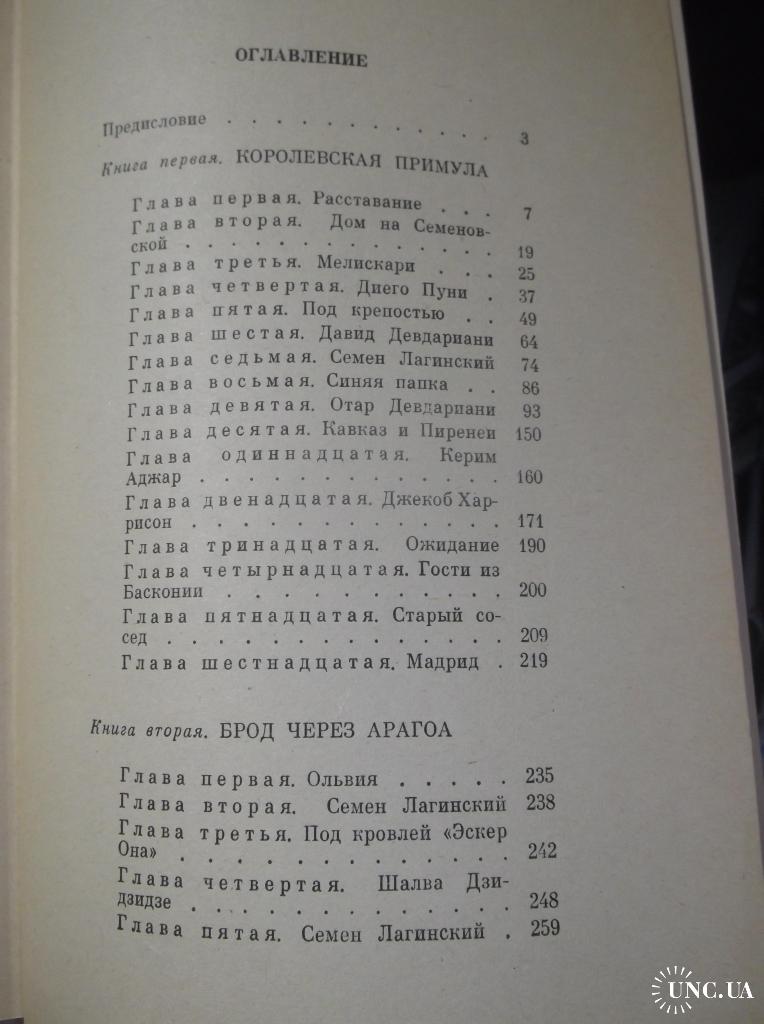 ОГЛАВЛЕНИЕ
Предисловие . . . . . . . . . . . . 3
Книга первая. КОРОЛЕВСКАЯ ПРИМУЛА
Глава первая. Расставание . . . 7
Глава вторая. Дом на Семенов-
ской . . . . . . . . . . . . . 19
Глава третья. Мелискари . . . 25
Глава четвертая. Диего Пуни . 37
Глава пятая. Под крепостью . . 49
Глава шестая. Давид Девдариани 64
Глава седьмая. Семен Лагинский 74
Глава восьмая. Синяя папка . . 86
Глава девятая. Отар Девдариани 93
Глава десятая. Кавказ и Пиренеи 150
Глава одиннадцатая. Керим
Аджар . . . . . . . . . . . . . 160
Глава двенадцатая. Джекоб Хар-
рисон . . . . . . . . . . . . . 171
Глава тринадцатая. Ожидание 190
Глава четырнадцатая. Гости из
Басконии . . . . . . . . . . . 200
Глава пятнадцатая. Старый со-
сед . . . . . . . . . . . . . . 209
Глава шестнадцатая. Мадрид . 219
Книга вторая. БРОД ЧЕРЕЗ АРАГОА
Глава первая. Ольвия . . . . . 235
Глава вторая. Семен Лагинский 238
Глава третья. Под кровлей «Эскер
Она» . . . . . . . . . . . . . 242
Глава четвертая. Шалва Дзи-
дзидзе . . . . . . . . . . . . 248
Глава пятая. Семен Лагинский . 259
UNC.UA